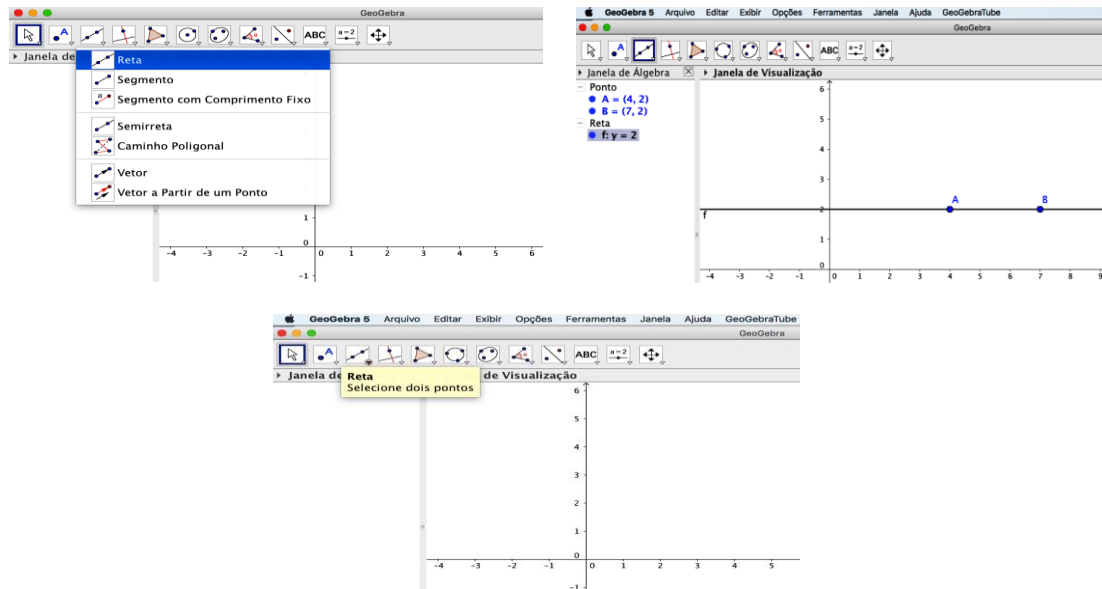 GeoGebra
ABC a=2
Janela de
Reta
Segmento
Segmento com Comprimento Fixo
Semirreta
Caminho Poligonal
Vetor
Vetor a Partir de um Ponto
1
0
-4 -3 -2 -1 0 1 2 3 4 5 6
-1
GeoGebra 5 Arquivo Editar Exibir Opções Ferramentas Janela Ajuda GeoGebraTube
GeoGebra
ABC a=2
Janela de Álgebra Janela de Visualização
Ponto
A = (4, 2)
B = (7, 2)
Reta
f: y = 2
6
5
4
3
A B
2
f
1
0
-4 -3 -2 -1 0 1 2 3 4 5 6 7 8 9
GeoGebra 5 Arquivo Editar Exibir Opções Ferramentas Janela Ajuda GeoGebraTube
GeoGebra
ABC a=2
Janela de de Visualização
Reta
Selecione dois pontos
6
5
4
3
2
1
0
-4 -3 -2 -1 0 1 2 3 4 5
-1